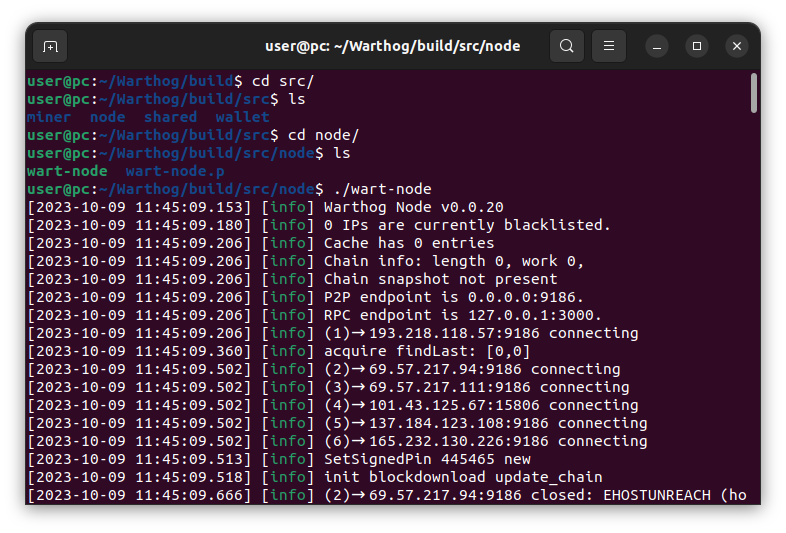 user@pc: ~/Warthog/build/src/node
user@pc:~/Warthog/build$ cd src/
user@pc:~/Warthog/build/src$ ls
miner  node  shared  wallet
user@pc:~/Warthog/build/src$ cd node/
user@pc:~/Warthog/build/src/node$ ls
wart-node  wart-node.p
user@pc:~/Warthog/build/src/node$ ./wart-node
[2023-10-09 11:45:09.153] [info] Warthog Node v0.0.20
[2023-10-09 11:45:09.180] [info] 0 IPs are currently blacklisted.
[2023-10-09 11:45:09.206] [info] Cache has 0 entries
[2023-10-09 11:45:09.206] [info] Chain info: length 0, work 0,
[2023-10-09 11:45:09.206] [info] Chain snapshot not present
[2023-10-09 11:45:09.206] [info] P2P endpoint is 0.0.0.0:9186.
[2023-10-09 11:45:09.206] [info] RPC endpoint is 127.0.0.1:3000.
[2023-10-09 11:45:09.206] [info] (1)→193.218.118.57:9186 connecting
[2023-10-09 11:45:09.360] [info] acquire findLast: [0,0]
[2023-10-09 11:45:09.502] [info] (2)→69.57.217.94:9186 connecting
[2023-10-09 11:45:09.502] [info] (3)→69.57.217.111:9186 connecting
[2023-10-09 11:45:09.502] [info] (4)→101.43.125.67:15806 connecting
[2023-10-09 11:45:09.502] [info] (5)→137.184.123.108:9186 connecting
[2023-10-09 11:45:09.502] [info] (6)→165.232.130.226:9186 connecting
[2023-10-09 11:45:09.513] [info] SetSignedPin 445465 new
[2023-10-09 11:45:09.518] [info] init blockdownload update_chain
[2023-10-09 11:45:09.666] [info] (2)→69.57.217.94:9186 closed: EHOSTUNREACH (ho